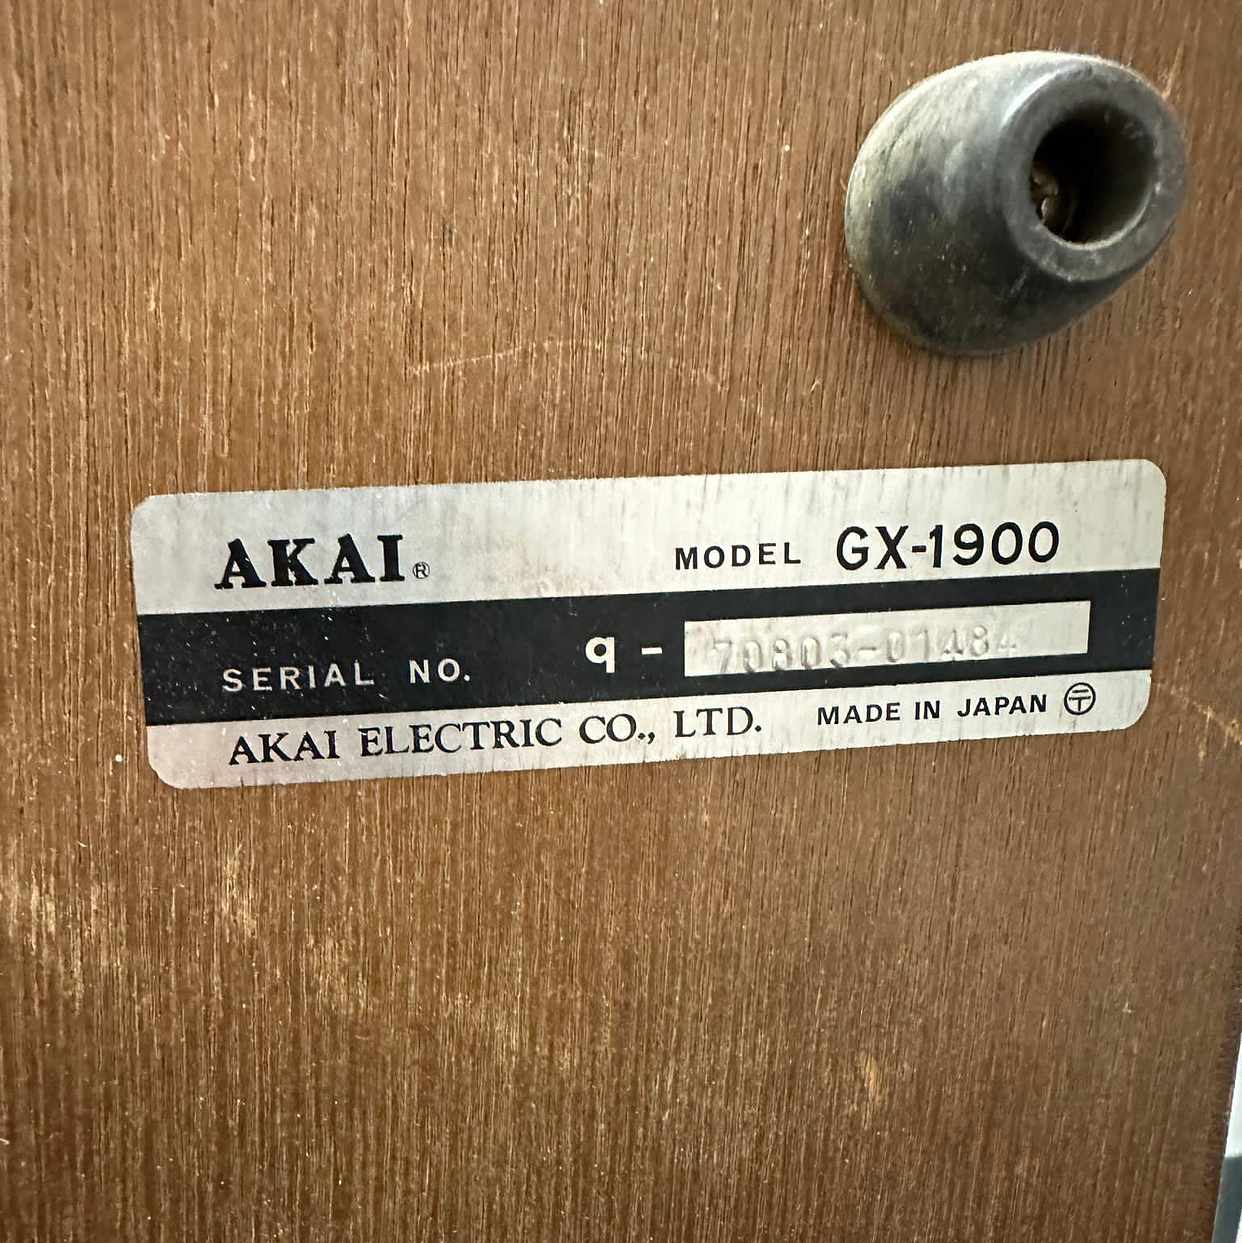 AKAI® MODEL GX-1900
SERIAL NO. q - 70803-01484
AKAI ELECTRIC CO., LTD. MADE IN JAPAN 〶